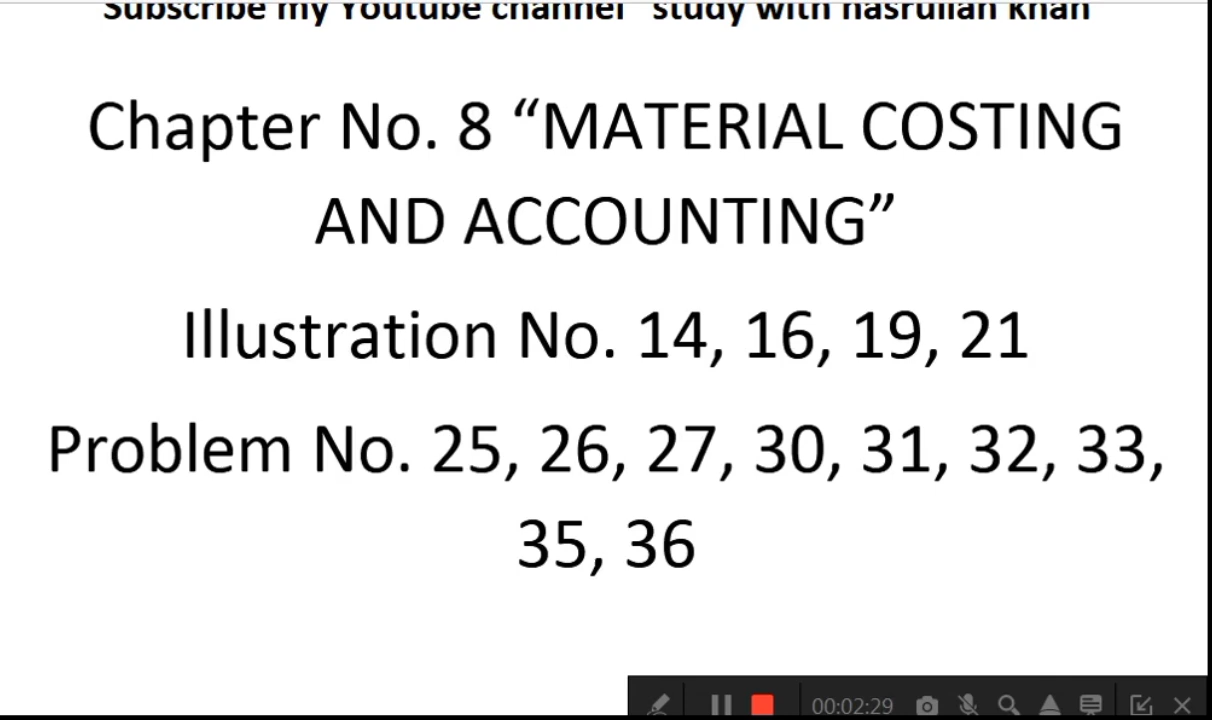 Subscribe my Youtube channel "study with nasrullah khan
Chapter No. 8 “MATERIAL COSTING
AND ACCOUNTING”
Illustration No. 14, 16, 19, 21
Problem No. 25, 26, 27, 30, 31, 32, 33,
35, 36
00:02:29